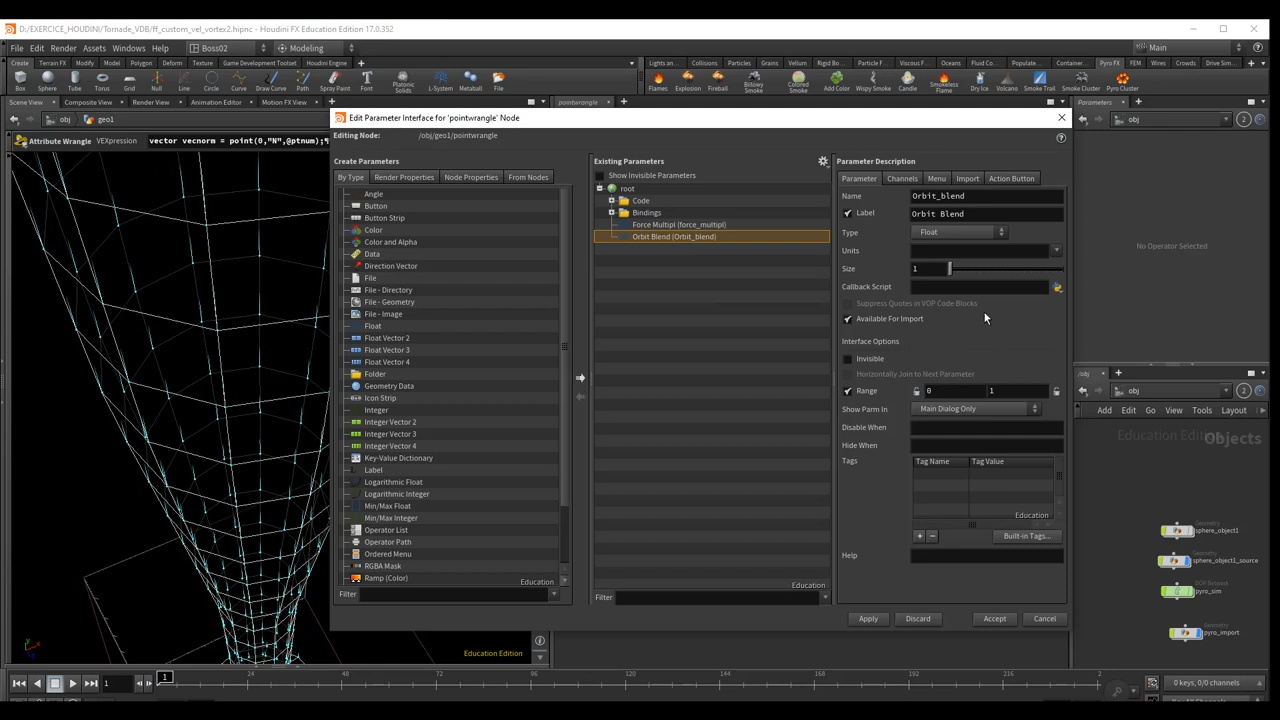 D:/EXERCICE_HOUDINI/Tornade_VDB/ff_custom_vel_vortex2.hipnc - Houdini FX Education Edition 17.0.352
File Edit Render Assets Windows Help Boss02 Modeling Main
Create Terrain FX Modify Model Polygon Deform Texture Game Development Toolset Houdini Engine
Lights an Collisions Particles Grains Vellum Rigid Bo Particle F Viscous F Oceans Fluid Co Populate Container Pyro FX FEM Wires Crowds Drive Sim
Box Sphere Tube Torus Grid Null Line Circle Curve Draw Curve Path Spray Paint Font Platonic Solids L-System Metaball File
Flames Explosion Fireball Billowy Smoke Colored Smoke Add Color Wispy Smoke Candle Smokeless Flame Dry Ice Volcano Smoke Trail Smoke Cluster Pyro Cluster
Scene View Composite View Render View Animation Editor Motion FX View
pointwrangle
Parameters
obj geo1
obj 2
Attribute Wrangle VEXpression vector vecnorm = point(0,"N",@ptnum);
Edit Parameter Interface for 'pointwrangle' Node
Editing Node: /obj/geo1/pointwrangle
Create Parameters
By Type Render Properties Node Properties From Nodes
Angle
Button
Button Strip
Color
Color and Alpha
Data
Direction Vector
File
File - Directory
File - Geometry
File - Image
Float
Float Vector 2
Float Vector 3
Float Vector 4
Folder
Geometry Data
Icon Strip
Integer
Integer Vector 2
Integer Vector 3
Integer Vector 4
Key-Value Dictionary
Label
Logarithmic Float
Logarithmic Integer
Min/Max Float
Min/Max Integer
Operator List
Operator Path
Ordered Menu
RGBA Mask
Ramp (Color)
Education
Filter
Existing Parameters
Show Invisible Parameters
root
Code
Bindings
Force Multipl (force_multipl)
Orbit Blend (Orbit_blend)
Education
Filter
Parameter Description
Parameter Channels Menu Import Action Button
Name Orbit_blend
Label Orbit Blend
Type Float
Units
Size 1
Callback Script
Suppress Quotes in VOP Code Blocks
Available For Import
Interface Options
Invisible
Horizontally Join to Next Parameter
Range 0 1
Show Parm In Main Dialog Only
Disable When
Hide When
Tags Tag Name Tag Value
Education
Built-in Tags...
Help
Apply Discard Accept Cancel
No Operator Selected
/obj
obj 2
Add Edit Go View Tools Layout
Education Edition Objects
Geometry
sphere_object1
Geometry
sphere_object1_source
DOP Network
pyro_sim
Geometry
pyro_import
Education Edition
1 1 24 48 72 96 120 144 168 192 216 2
0 keys, 0/0 channels